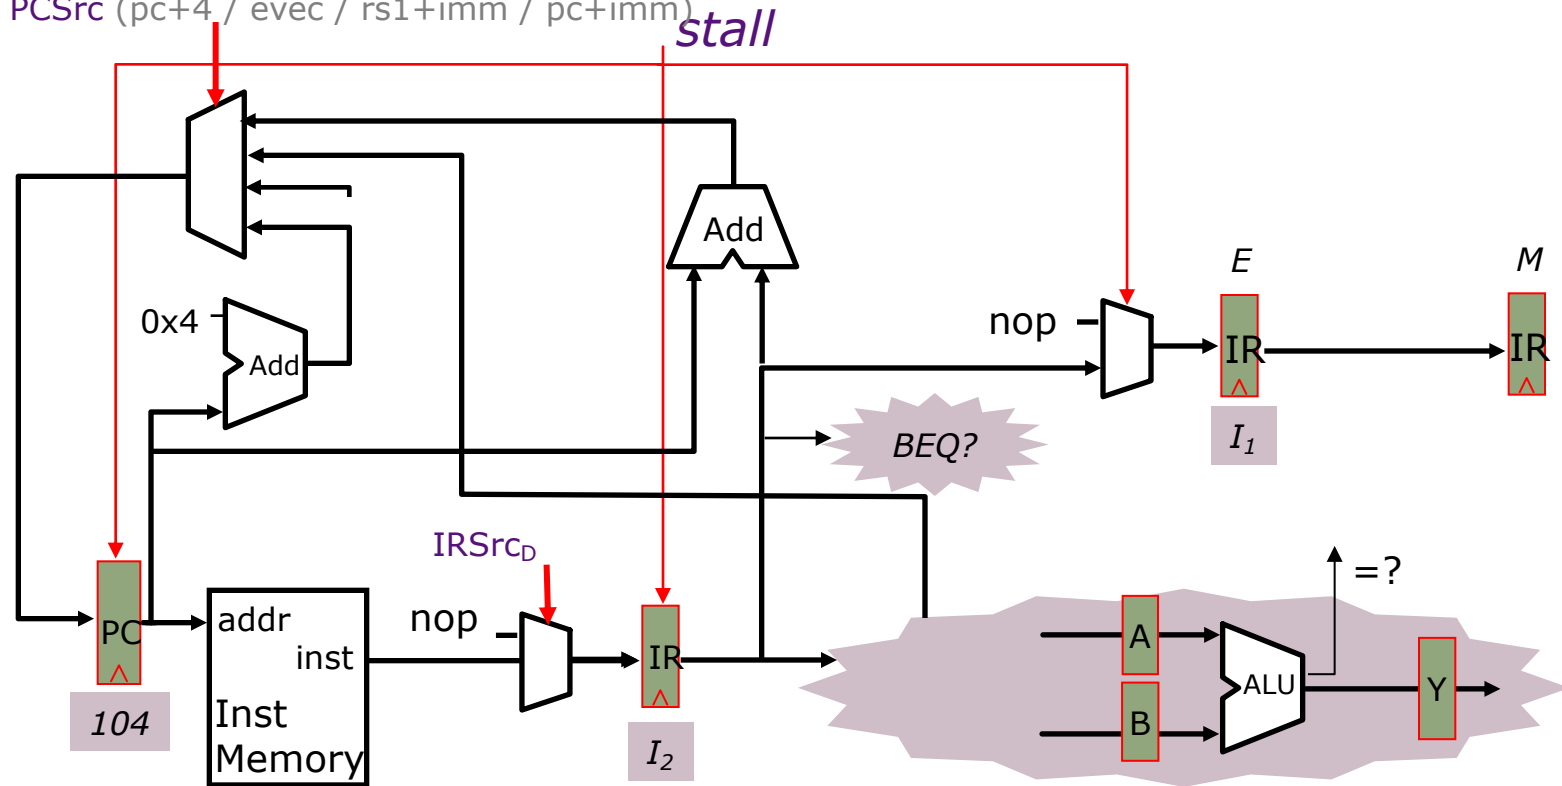 PCSrc (pc+4 / evec / rs1+imm / pc+imm)
stall
Add
E
M
0x4
Add
nop
IR
IR
I1
BEQ?
IRSrcD
=?
PC
addr
inst
Inst
Memory
nop
IR
A
B
ALU
Y
104
I2